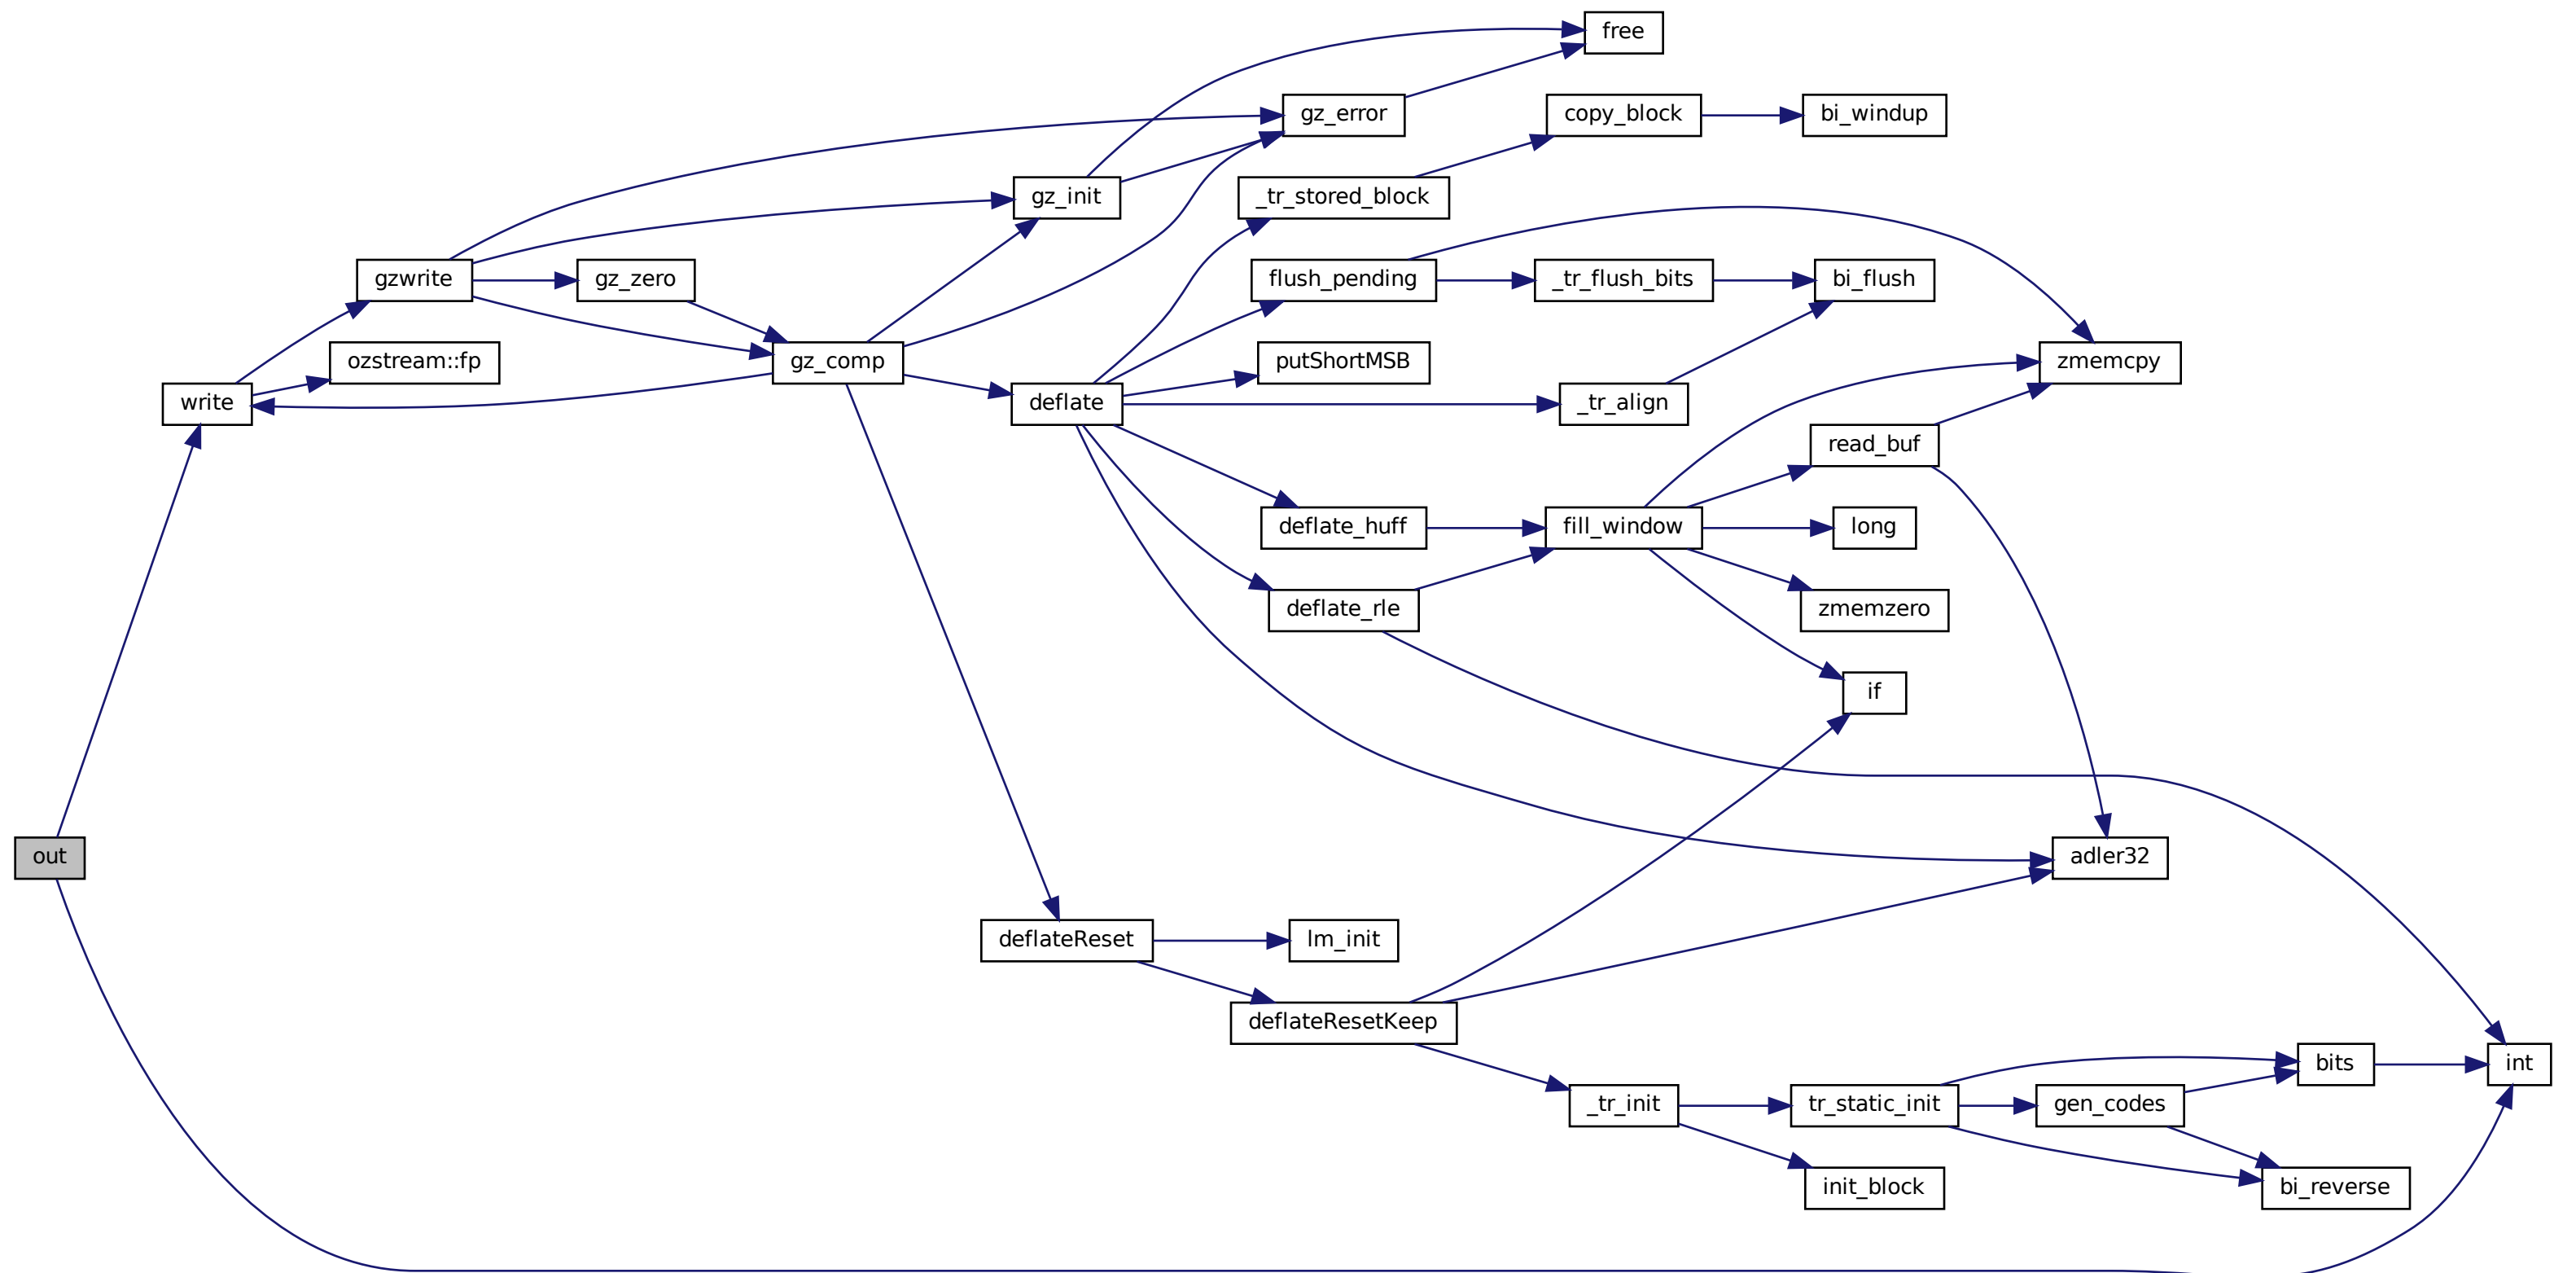 free
gz_error
copy_block
bi_windup
gz_init
_tr_stored_block
gzwrite
gz_zero
flush_pending
_tr_flush_bits
bi_flush
ozstream::fp
gz_comp
putShortMSB
zmemcpy
write
deflate
_tr_align
read_buf
deflate_huff
fill_window
long
deflate_rle
zmemzero
if
out
adler32
deflateReset
lm_init
deflateResetKeep
bits
int
_tr_init
tr_static_init
gen_codes
init_block
bi_reverse